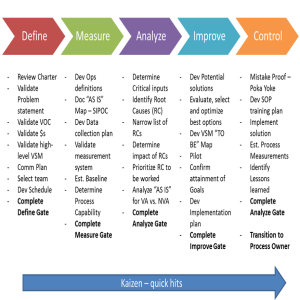 Define
Measure
Analyze
Improve
Control
- Review Charter
- Validate
Problem
statement
- Validate VOC
- Validate $s
- Validate high-
level VSM
- Comm Plan
- Select team
- Dev Schedule
- Complete
Define Gate
- Dev Ops
definitions
- Doc “AS IS”
Map – SIPOC
- Dev Data
collection plan
- Validate
measurement
system
- Est. Baseline
- Determine
Process
Capability
- Complete
Measure Gate
- Determine
Critical inputs
- Identify Root
Causes (RC)
- Narrow list of
RCs
- Determine
impact of RCs
- Prioritize RC to
be worked
- Analyze “AS IS”
for VA vs. NVA
- Complete
Analyze Gate
- Dev Potential
solutions
- Evaluate, select
and optimize
best options
- Dev VSM “TO
BE” Map
- Pilot
- Confirm
attainment of
Goals
- Dev
Implementation
plan
- Complete
Improve Gate
- Mistake Proof –
Poka Yoke
- Dev SOP
training plan
- Implement
solution
- Est. Process
Measurements
- Identify
Lessons
learned
- Complete
Analyze Gate
- Transition to
Process Owner
Kaizen – quick hits